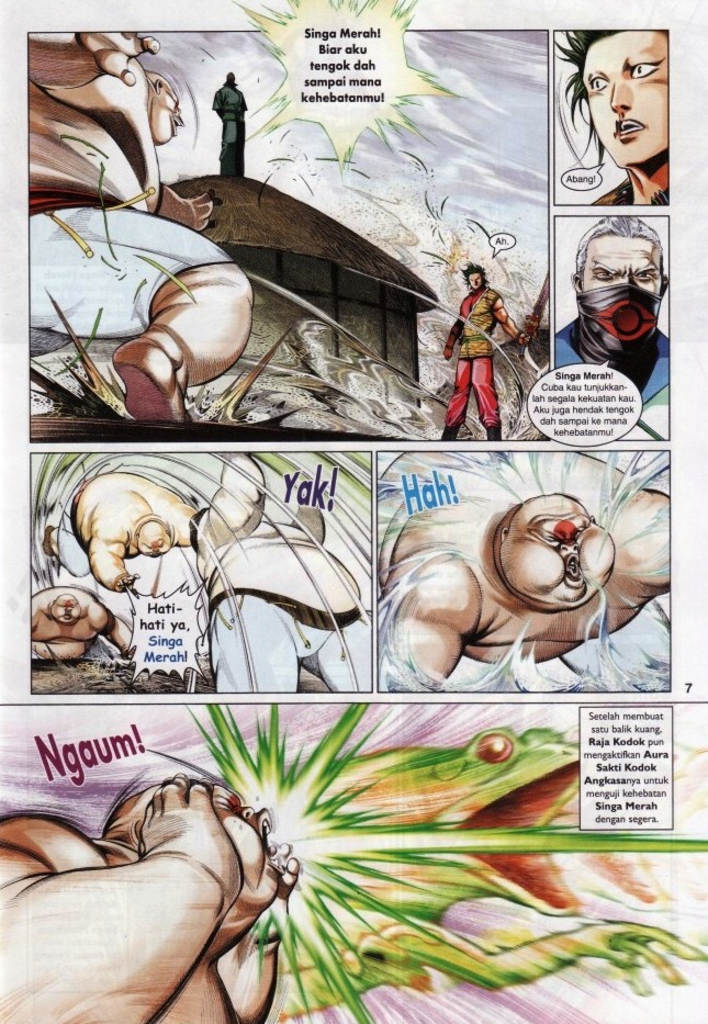 Singa Merah!
Biar aku
tengok dah
sampai mana
kehebatanmu!
Abang!
Ah.
Singa Merah!
Cuba kau tunjukkan-
lah segala kekuatan kau.
Aku juga hendak tengok
dah sampai ke mana
kehebatanmu!
Yak!
Hati-
hati ya,
Singa
Merah!
Hah!
7
Ngaum!
Setelah membuat
satu balik kuang,
Raja Kodok pun
mengaktifkan Aura
Sakti Kodok
Angkasanya untuk
menguji kehebatan
Singa Merah
dengan segera.